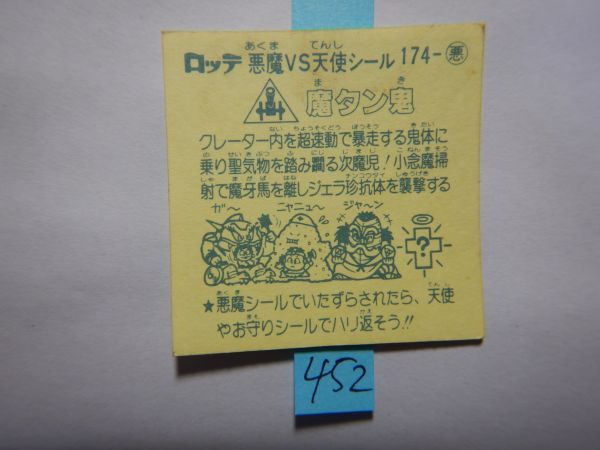 ロッテ 悪魔VS天使シール 174-悪
魔タン鬼
クレーター内を超速動で暴走する鬼体に
乗り聖気物を踏み躙る次魔児!小念魔掃
射で魔牙馬を離しジェラ珍抗体を襲撃する
ガ〜 ニャニュ〜 ジャ〜ン
?
★悪魔シールでいたずらされたら、天使
やお守りシールでハリ返そう!!
452